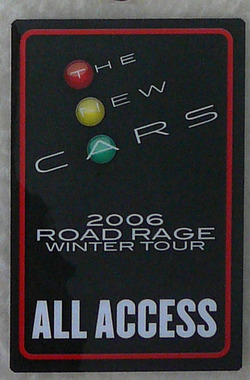 THE
NEW
CARS
2006
ROAD RAGE
WINTER TOUR
ALL ACCESS